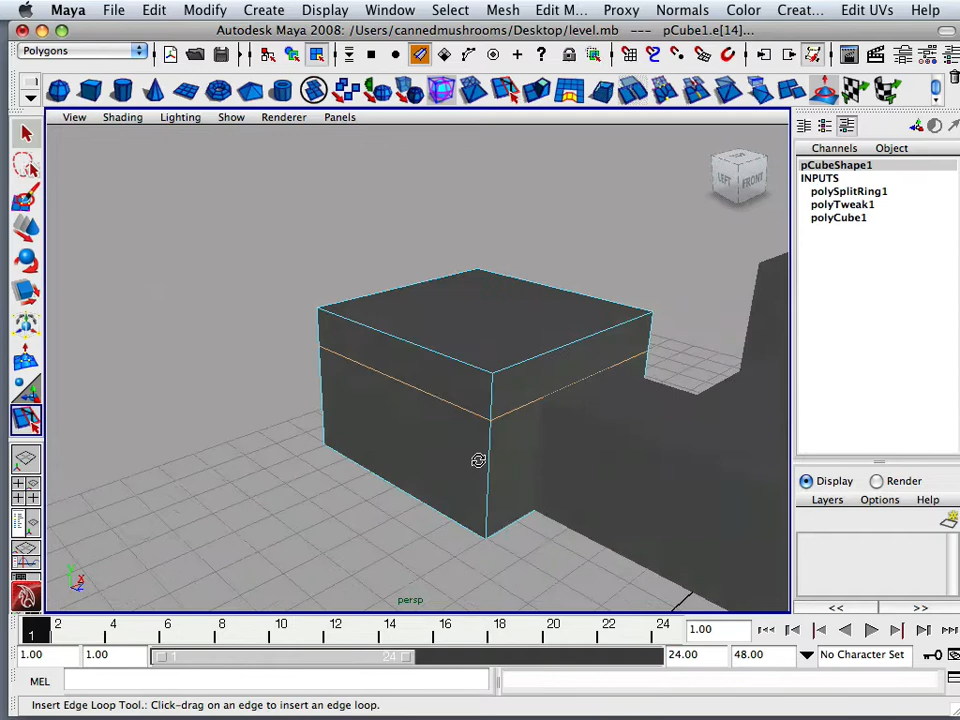 Maya File Edit Modify Create Display Window Select Mesh Edit M... Proxy Normals Color Creat... Edit UVs Help
Autodesk Maya 2008: /Users/cannedmushrooms/Desktop/level.mb --- pCube1.e[14]...
Polygons
View Shading Lighting Show Renderer Panels
Channels Object
pCubeShape1
INPUTS
polySplitRing1
polyTweak1
polyCube1
TOP
LEFT FRONT
Display Render
Layers Options Help
<< >>
y
x
z
persp
1 2 4 6 8 10 12 14 16 18 20 22 24 1.00
1.00 1.00 1 24 24.00 48.00 No Character Set
MEL
Insert Edge Loop Tool.: Click-drag on an edge to insert an edge loop.